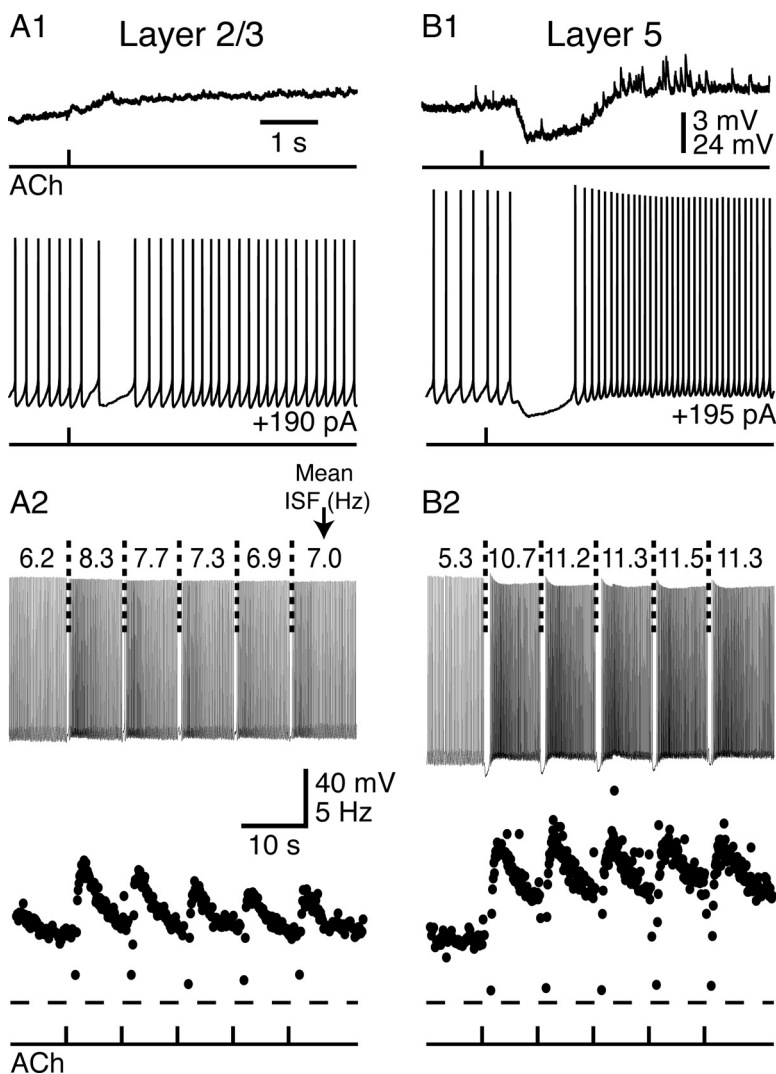 A1 Layer 2/3
1 s
ACh
+190 pA
B1 Layer 5
3 mV
24 mV
+195 pA
A2
Mean
ISF (Hz)
6.2 8.3 7.7 7.3 6.9 7.0
40 mV
5 Hz
10 s
ACh
B2
5.3 10.7 11.2 11.3 11.5 11.3